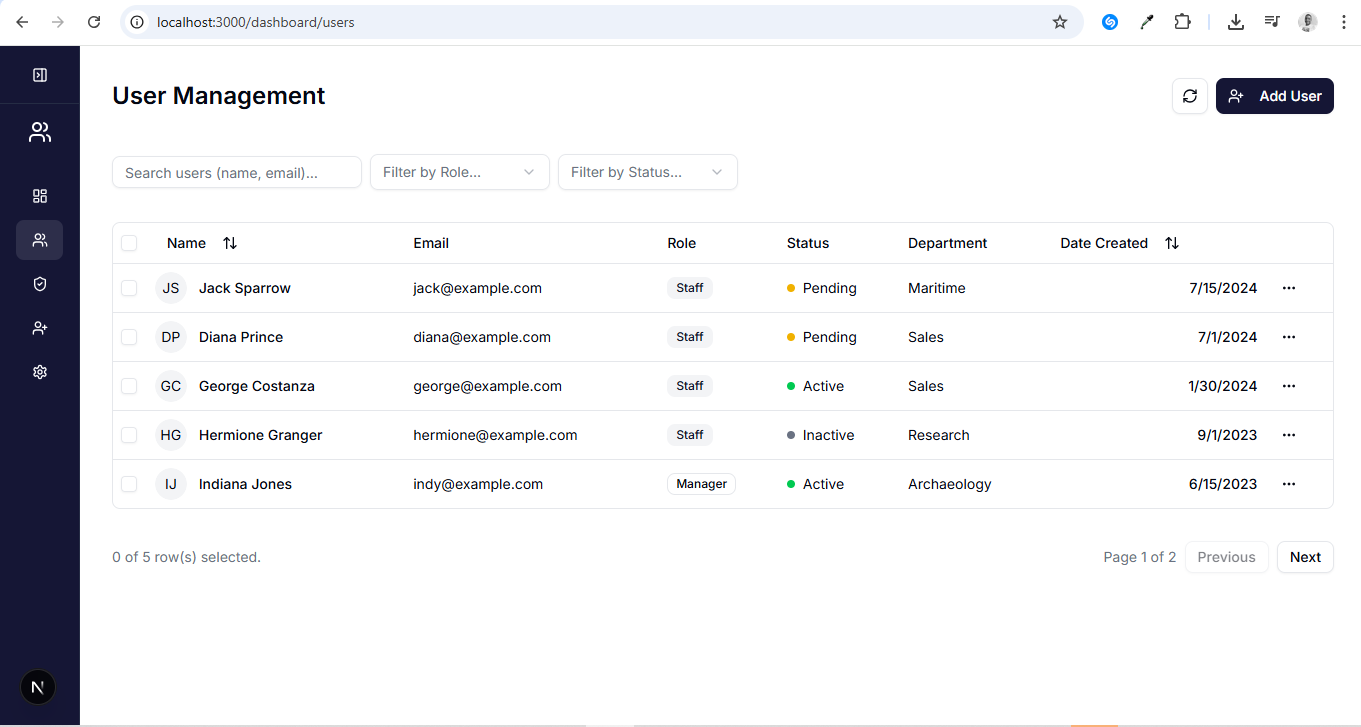 localhost:3000/dashboard/users
User Management
Add User
Search users (name, email)...
Filter by Role...
Filter by Status...
Name Email Role Status Department Date Created
JS Jack Sparrow jack@example.com Staff Pending Maritime 7/15/2024
DP Diana Prince diana@example.com Staff Pending Sales 7/1/2024
GC George Costanza george@example.com Staff Active Sales 1/30/2024
HG Hermione Granger hermione@example.com Staff Inactive Research 9/1/2023
IJ Indiana Jones indy@example.com Manager Active Archaeology 6/15/2023
0 of 5 row(s) selected.
Page 1 of 2 Previous Next
N